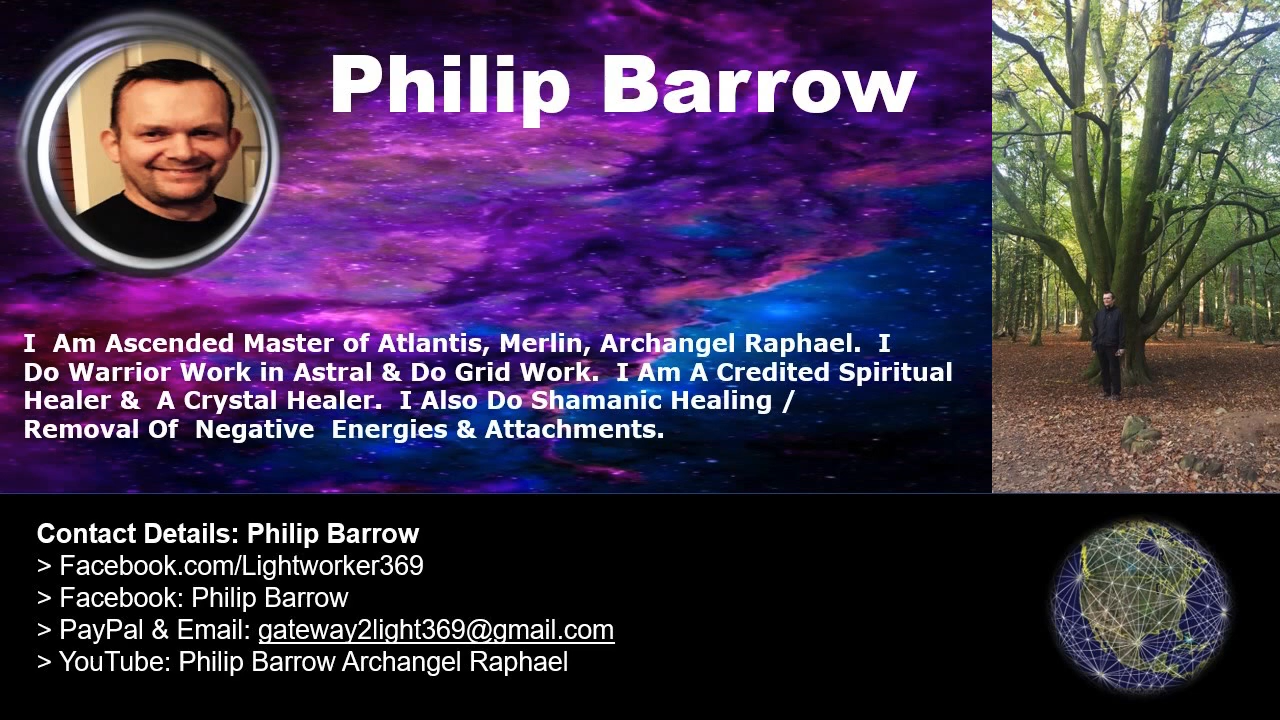 Philip Barrow
I  Am Ascended Master of Atlantis, Merlin, Archangel Raphael.  I
Do Warrior Work in Astral & Do Grid Work.  I Am A Credited Spiritual
Healer &  A Crystal Healer.  I Also Do Shamanic Healing /
Removal Of  Negative  Energies & Attachments.
Contact Details: Philip Barrow
> Facebook.com/Lightworker369
> Facebook: Philip Barrow
> PayPal & Email: gateway2light369@gmail.com
> YouTube: Philip Barrow Archangel Raphael